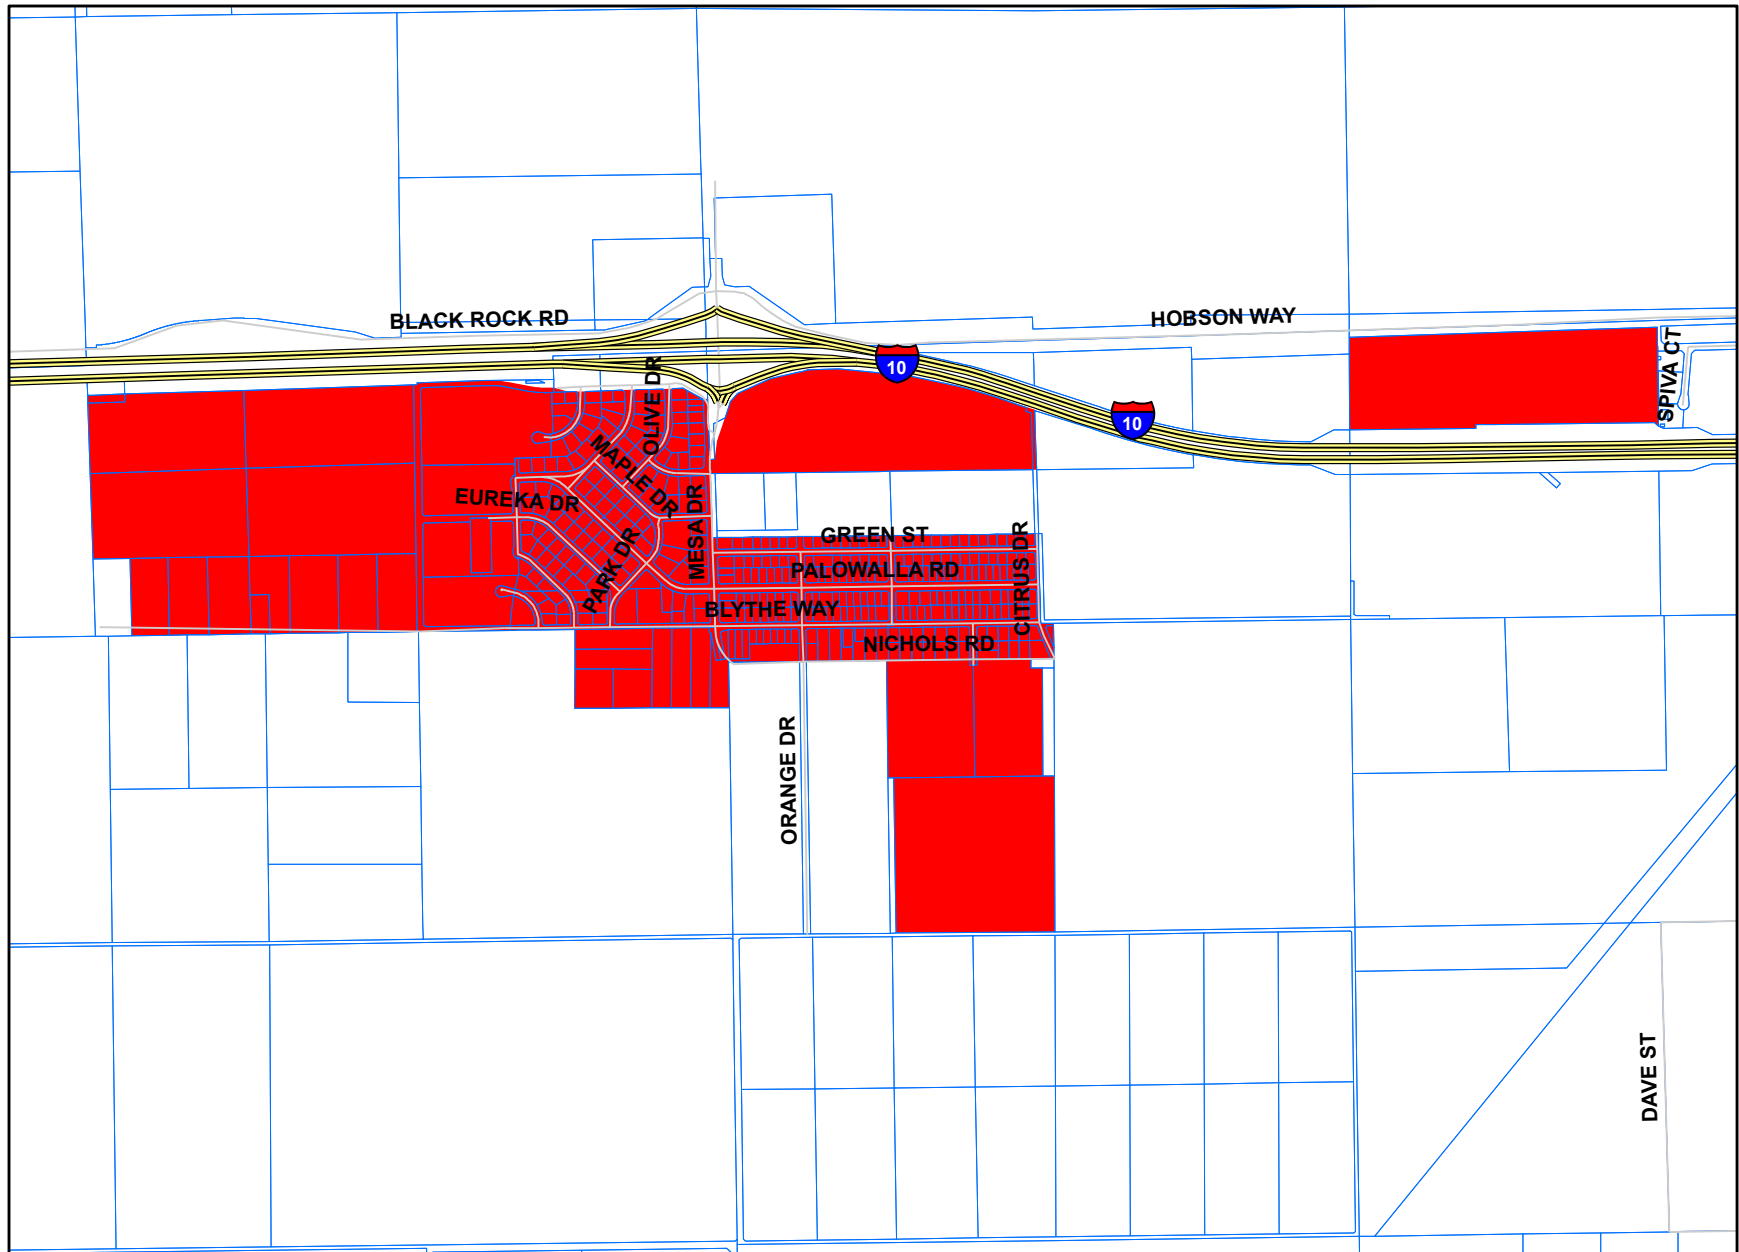 BLACK ROCK RD
HOBSON WAY
SPIVA CT
10
10
OLIVE DR
MAPLE DR
EUREKA DR
MESA DR
PARK DR
GREEN ST
PALOWALLA RD
CITRUS DR
BLYTHE WAY
NICHOLS RD
ORANGE DR
DAVE ST